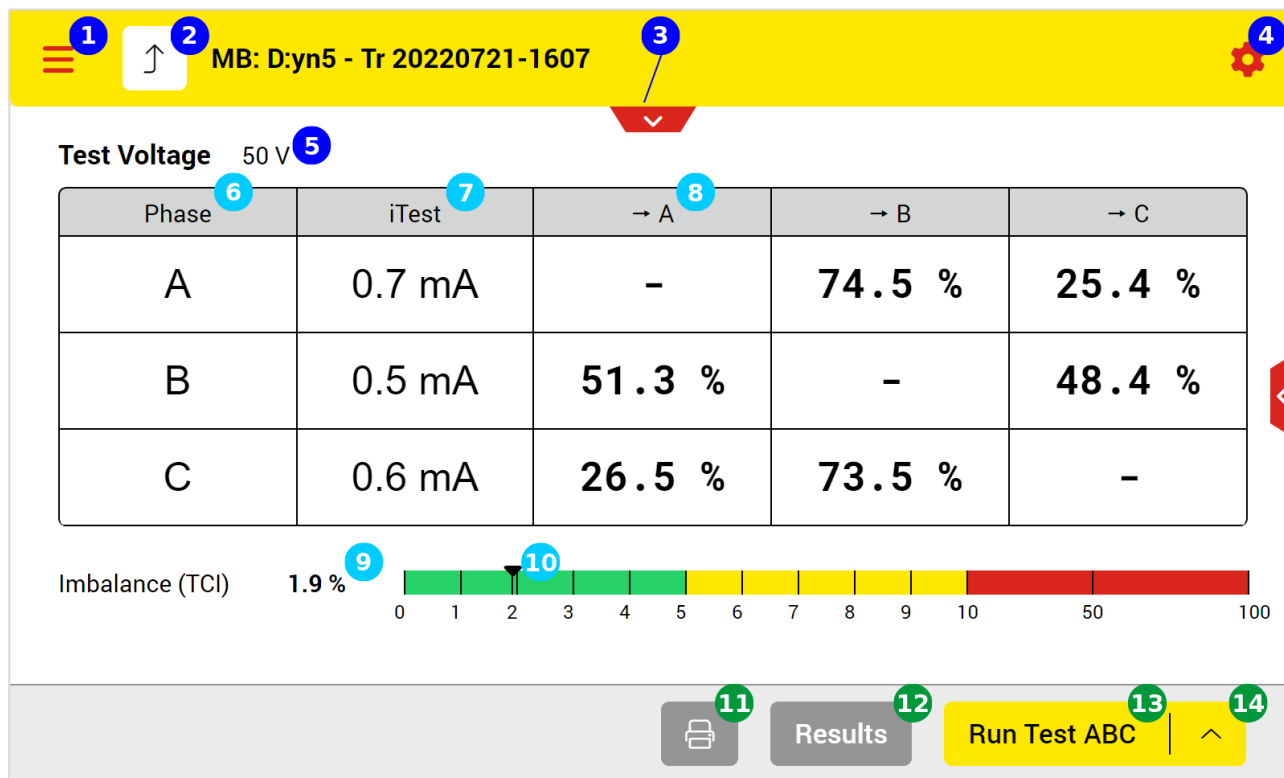 1 2 3 4
MB: D:yn5 - Tr 20220721-1607
Test Voltage 50 V 5
6 7 8
Phase iTest → A → B → C
A 0.7 mA – 74.5 % 25.4 %
B 0.5 mA 51.3 % – 48.4 %
C 0.6 mA 26.5 % 73.5 % –
9 10
Imbalance (TCI) 1.9 %
0 1 2 3 4 5 6 7 8 9 10 50 100
11 12 13 14
Results Run Test ABC